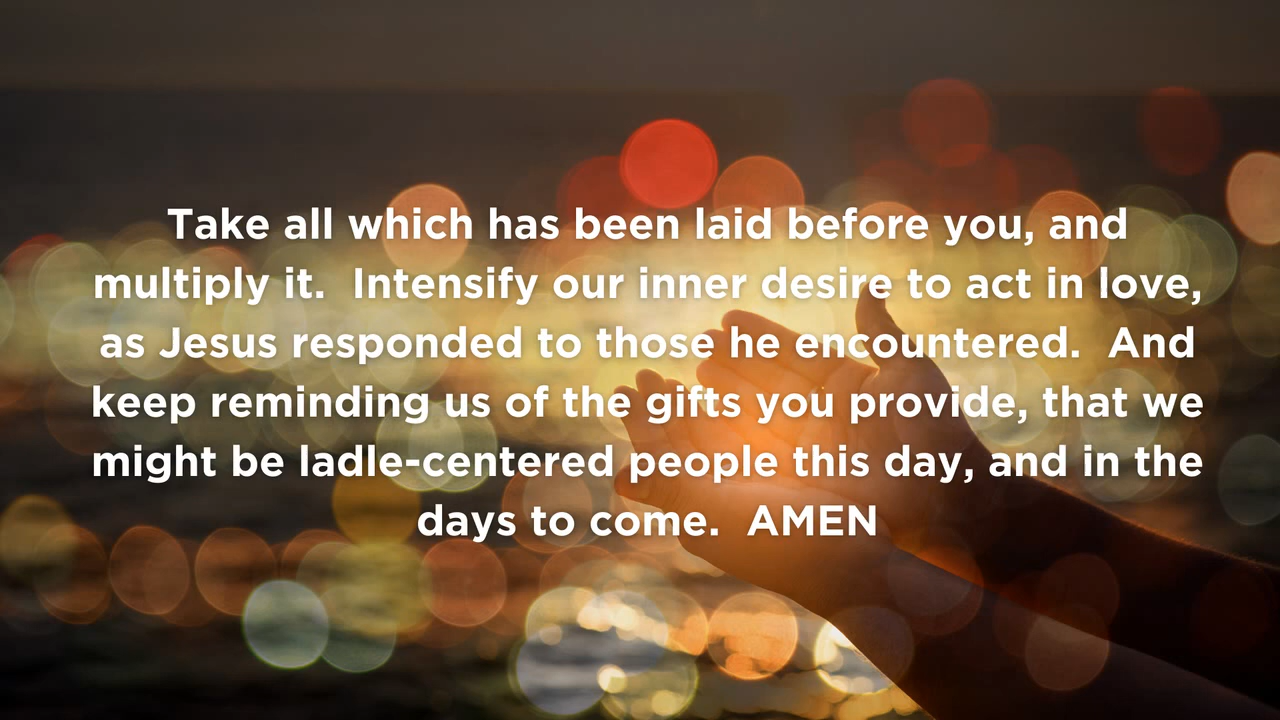 Take all which has been laid before you, and
multiply it.  Intensify our inner desire to act in love,
as Jesus responded to those he encountered.  And
keep reminding us of the gifts you provide, that we
might be ladle-centered people this day, and in the
days to come.  AMEN